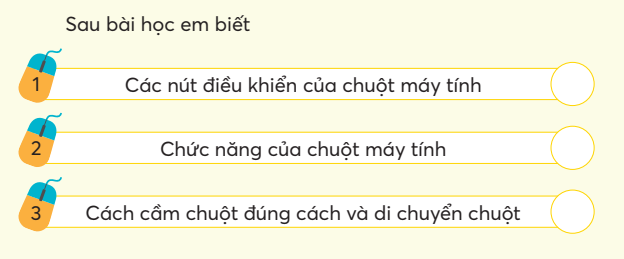 Sau bài học em biết
1 Các nút điều khiển của chuột máy tính
2 Chức năng của chuột máy tính
3 Cách cầm chuột đúng cách và di chuyển chuột